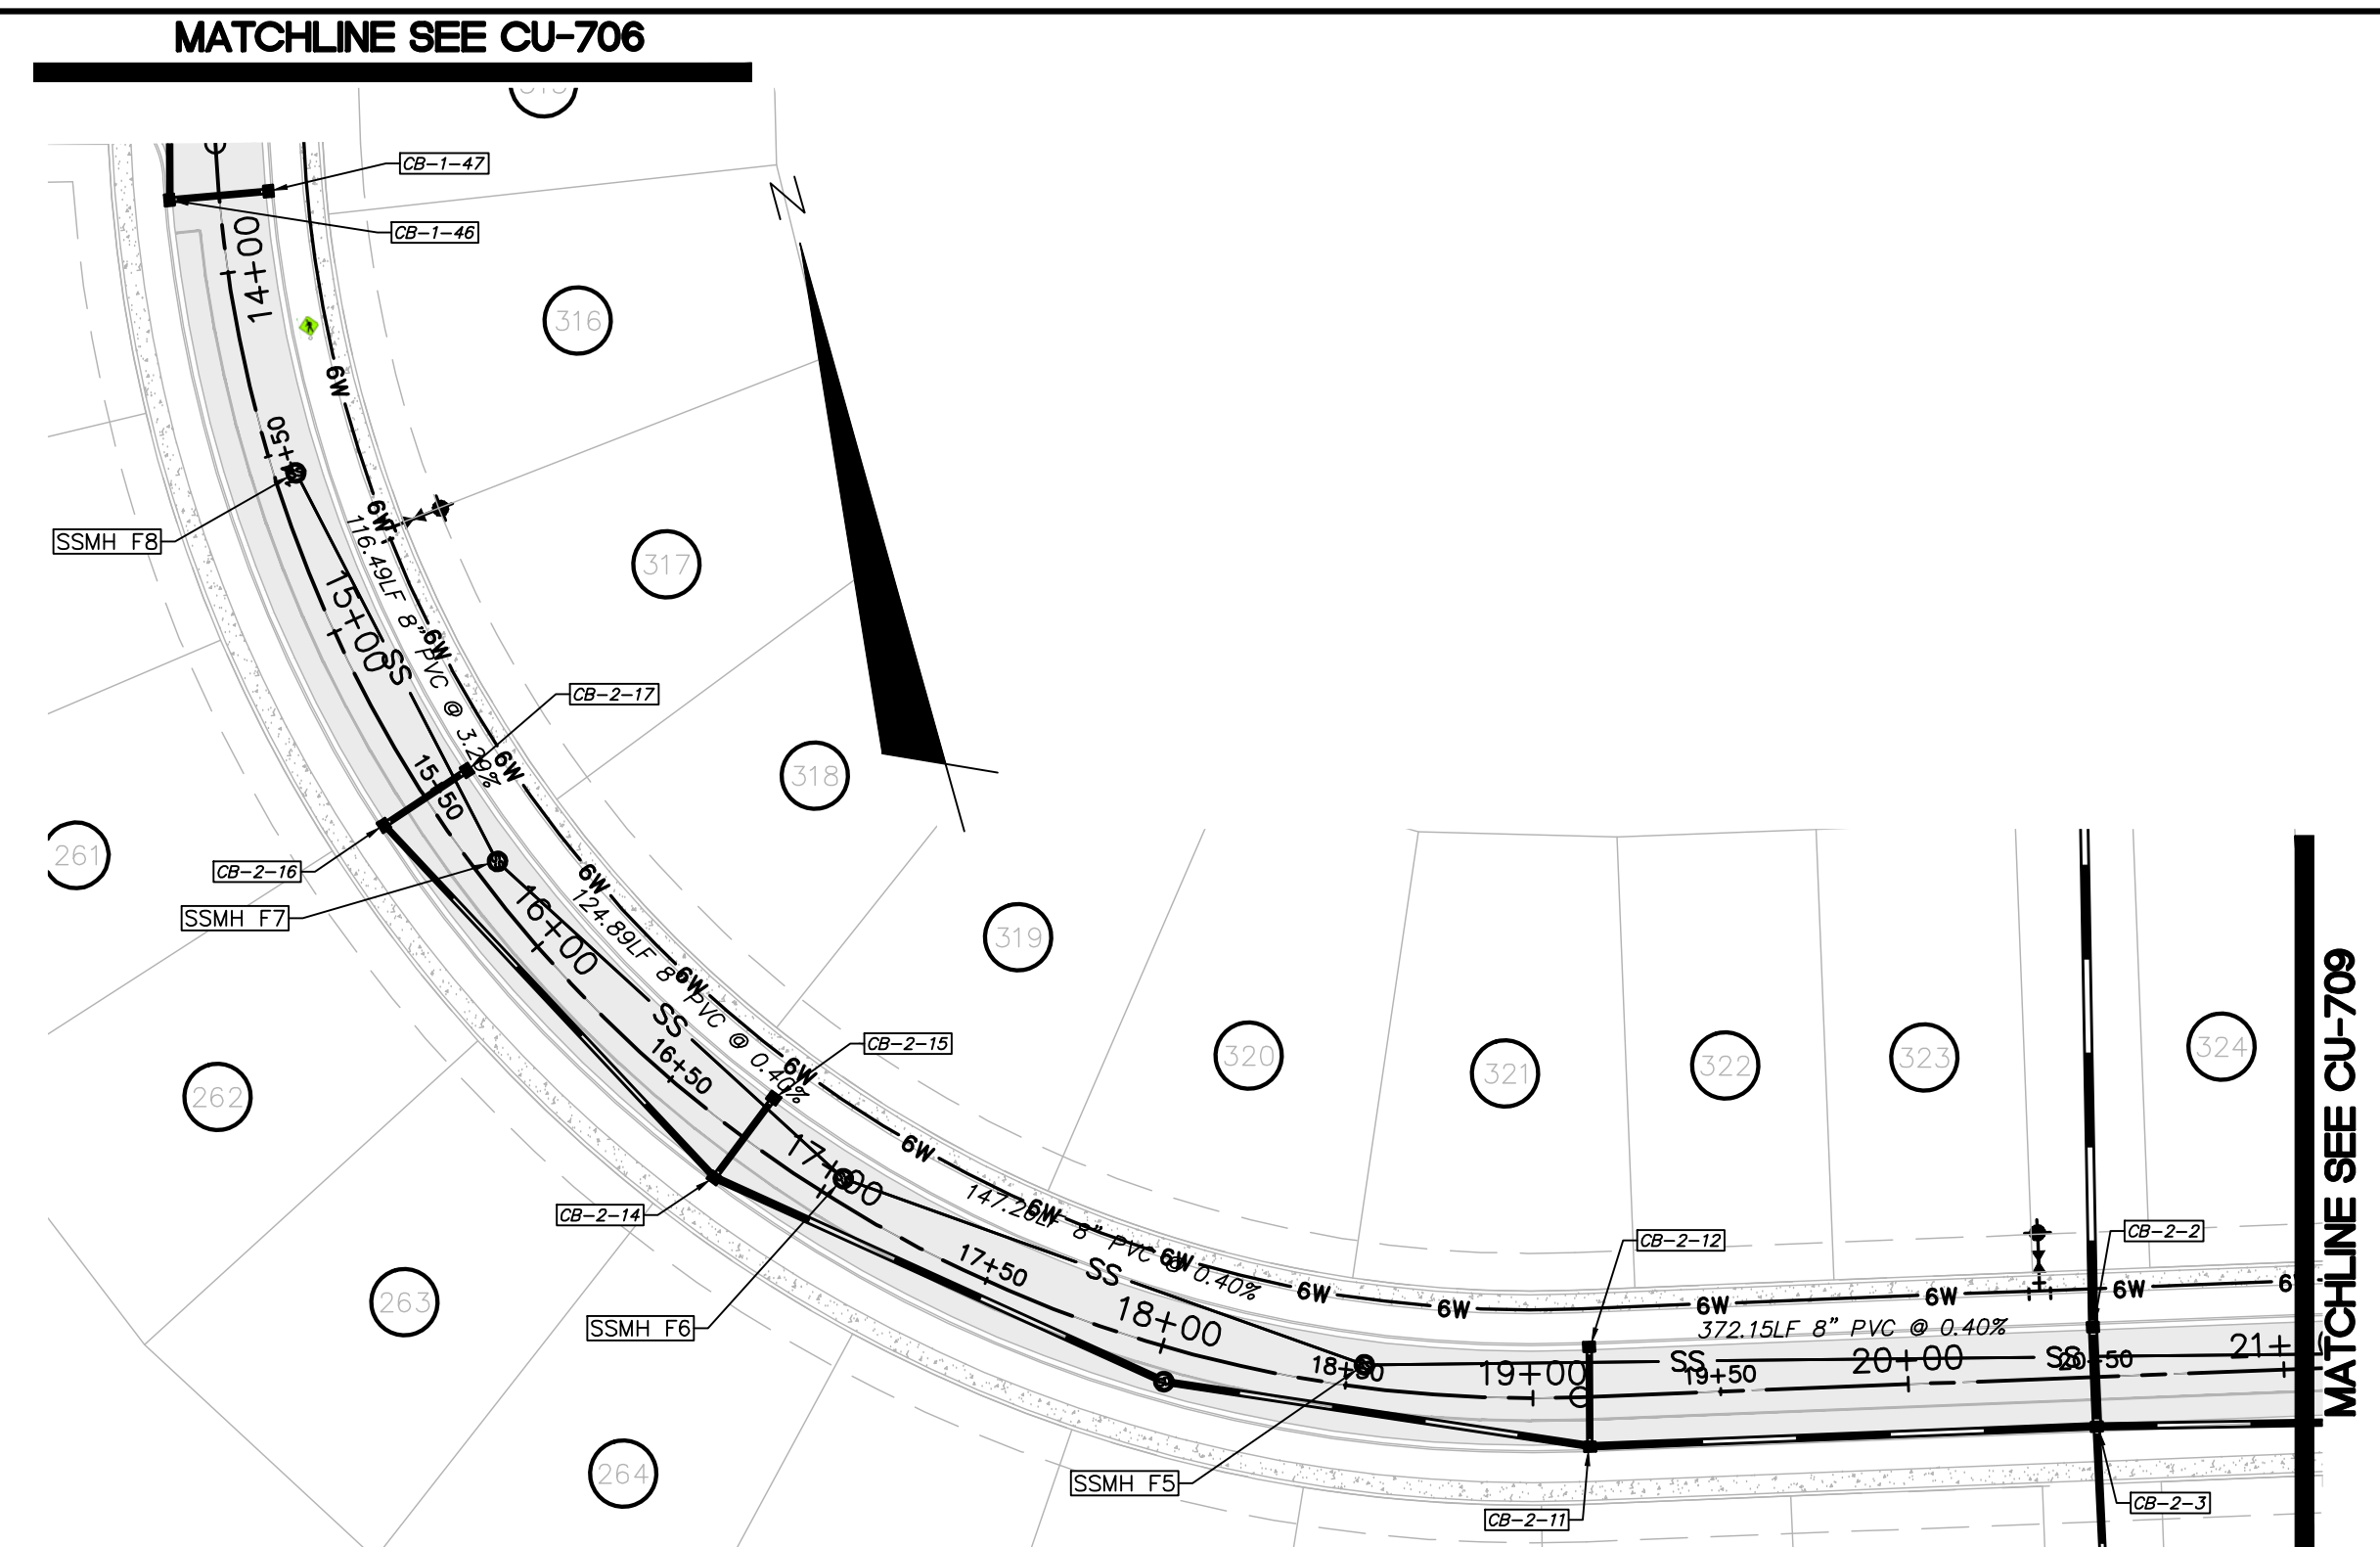 MATCHLINE SEE CU-706
CB-1-47
CB-1-46
N
14+00
316
6W
14+50
SSMH F8
6W
116.49LF 8" PVC @ 3.29%
317
15+00
SS
6W
CB-2-17
6W
15+50
318
261
CB-2-16
SSMH F7
6W
16+00
124.89LF 8" PVC @ 0.40%
319
6W
SS
16+50
6W
CB-2-15
262
320
321
322
323
324
MATCHLINE SEE CU-709
17+00
6W
CB-2-14
147.26LF 8" PVC @ 0.40%
6W
6W
SS
17+50
263
SSMH F6
18+00
6W
6W
CB-2-12
6W
6W
CB-2-2
6W
372.15LF 8" PVC @ 0.40%
18+50
19+00
SS
19+50
20+00
SS
20+50
21+
264
SSMH F5
CB-2-11
CB-2-3